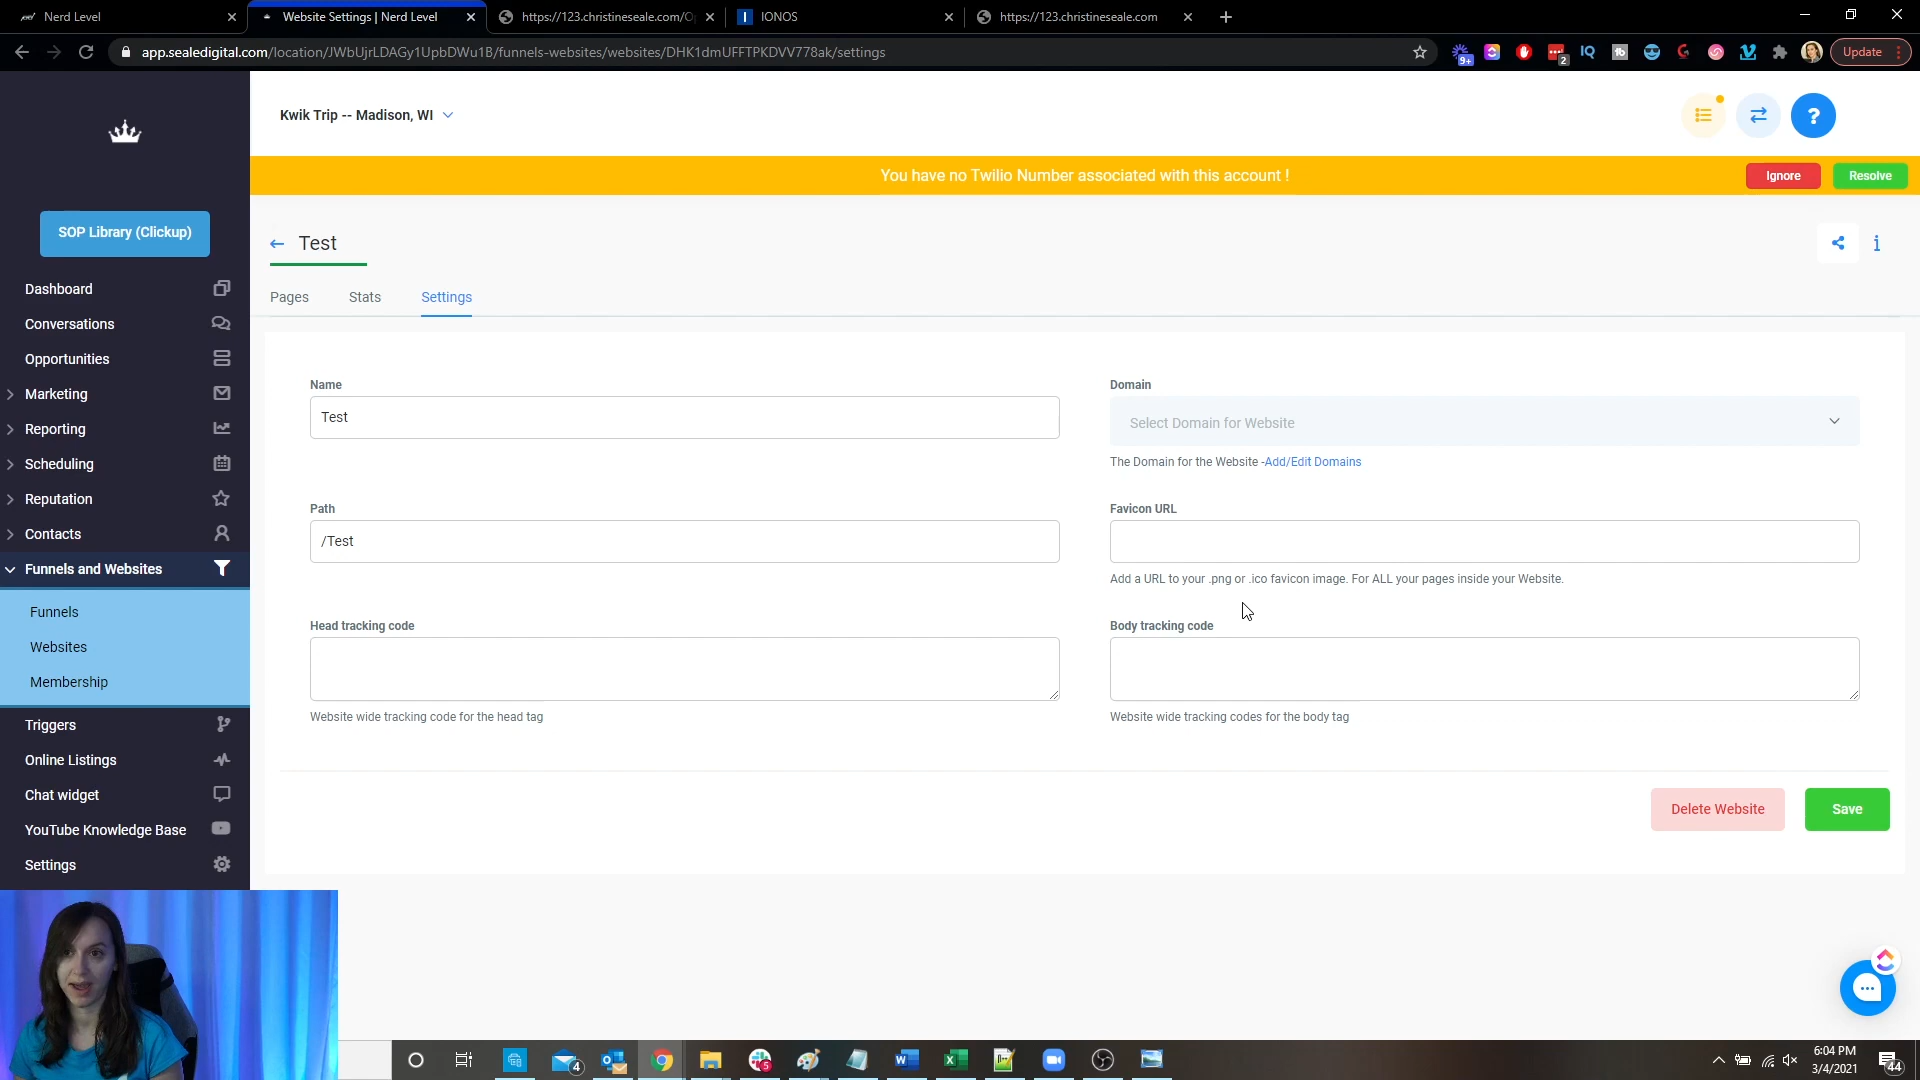 Nerd Level
Website Settings | Nerd Level
https://123.christineseale.com/O
IONOS
https://123.christineseale.com
app.sealedigital.com/location/JWbUjrLDAGy1UpbDWu1B/funnels-websites/websites/DHK1dmUFFTPKDVV778ak/settings
9+
2
IQ
tb
Update
Kwik Trip -- Madison, WI
?
You have no Twilio Number associated with this account !
Ignore
Resolve
SOP Library (Clickup)
Test
i
Pages
Stats
Settings
Dashboard
Conversations
Opportunities
Marketing
Reporting
Scheduling
Reputation
Contacts
Funnels and Websites
Funnels
Websites
Membership
Triggers
Online Listings
Chat widget
YouTube Knowledge Base
Settings
Name
Test
Domain
Select Domain for Website
The Domain for the Website -Add/Edit Domains
Path
/Test
Favicon URL
Add a URL to your .png or .ico favicon image. For ALL your pages inside your Website.
Head tracking code
Website wide tracking code for the head tag
Body tracking code
Website wide tracking codes for the body tag
Delete Website
Save
4
5
6:04 PM
3/4/2021
44